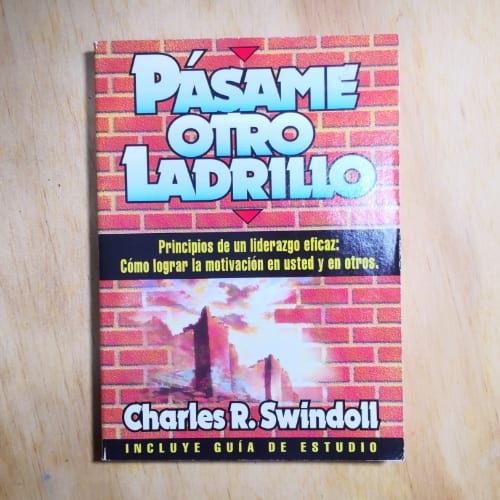 PÁSAME
OTRO
LADRILLO
Principios de un liderazgo eficaz:
Cómo lograr la motivación en usted y en otros.
Charles R. Swindoll
INCLUYE GUÍA DE ESTUDIO